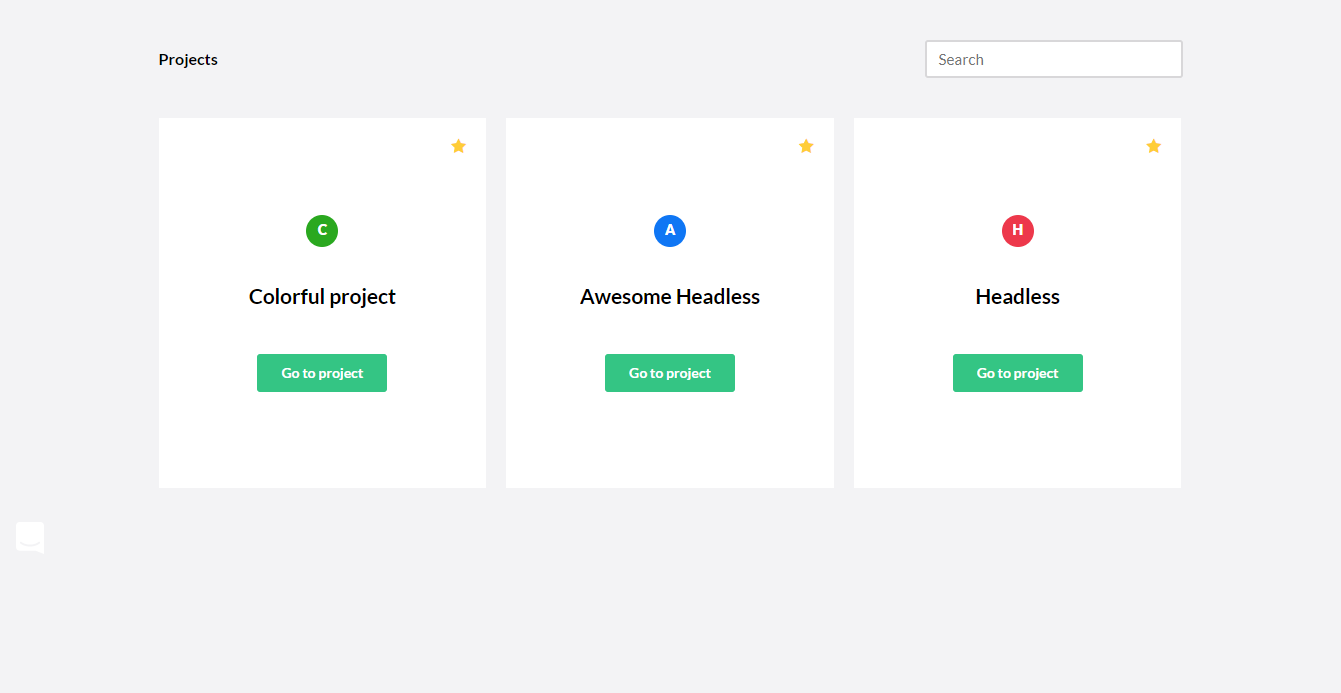 Projects
Search
C
A
H
Colorful project
Awesome Headless
Headless
Go to project
Go to project
Go to project